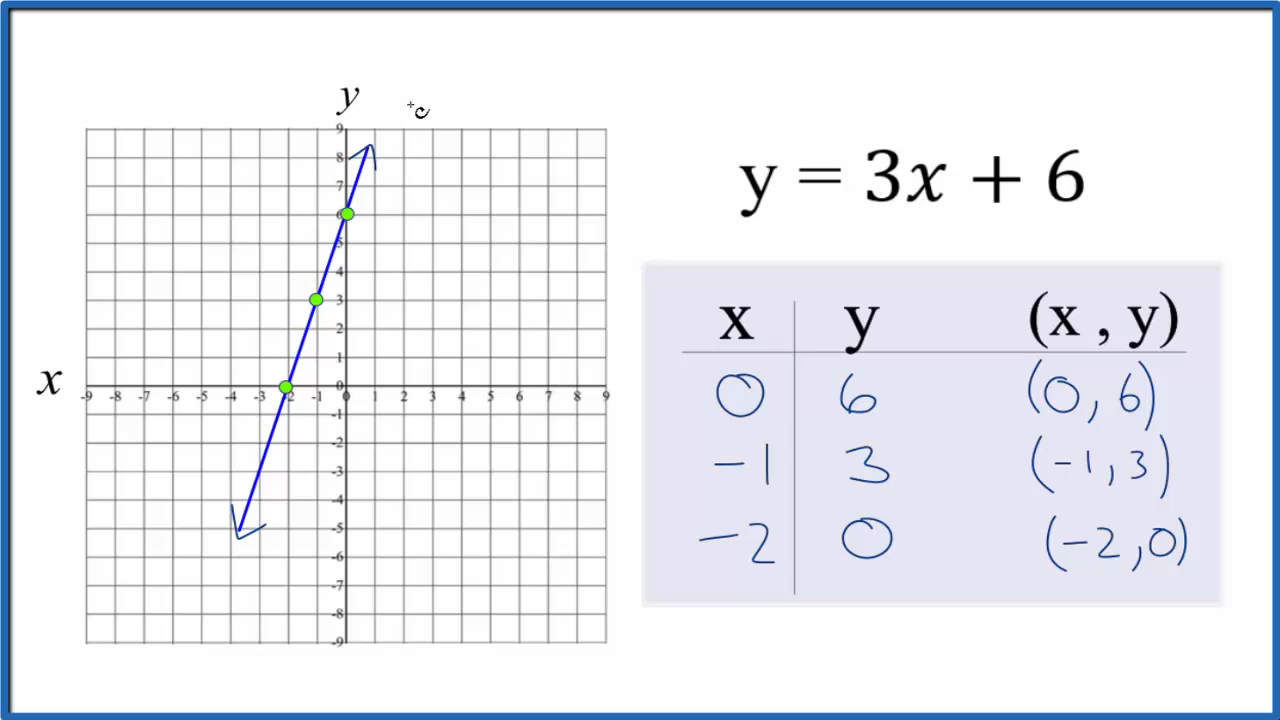 y
9
8
7
6
5
4
3
2
1
x
0
-9 -8 -7 -6 -5 -4 -3 -2 -1 0 1 2 3 4 5 6 7 8 9
-1
-2
-3
-4
-5
-6
-7
-8
-9
y = 3x + 6
x y (x , y)
0 6 (0, 6)
-1 3 (-1, 3)
-2 0 (-2, 0)